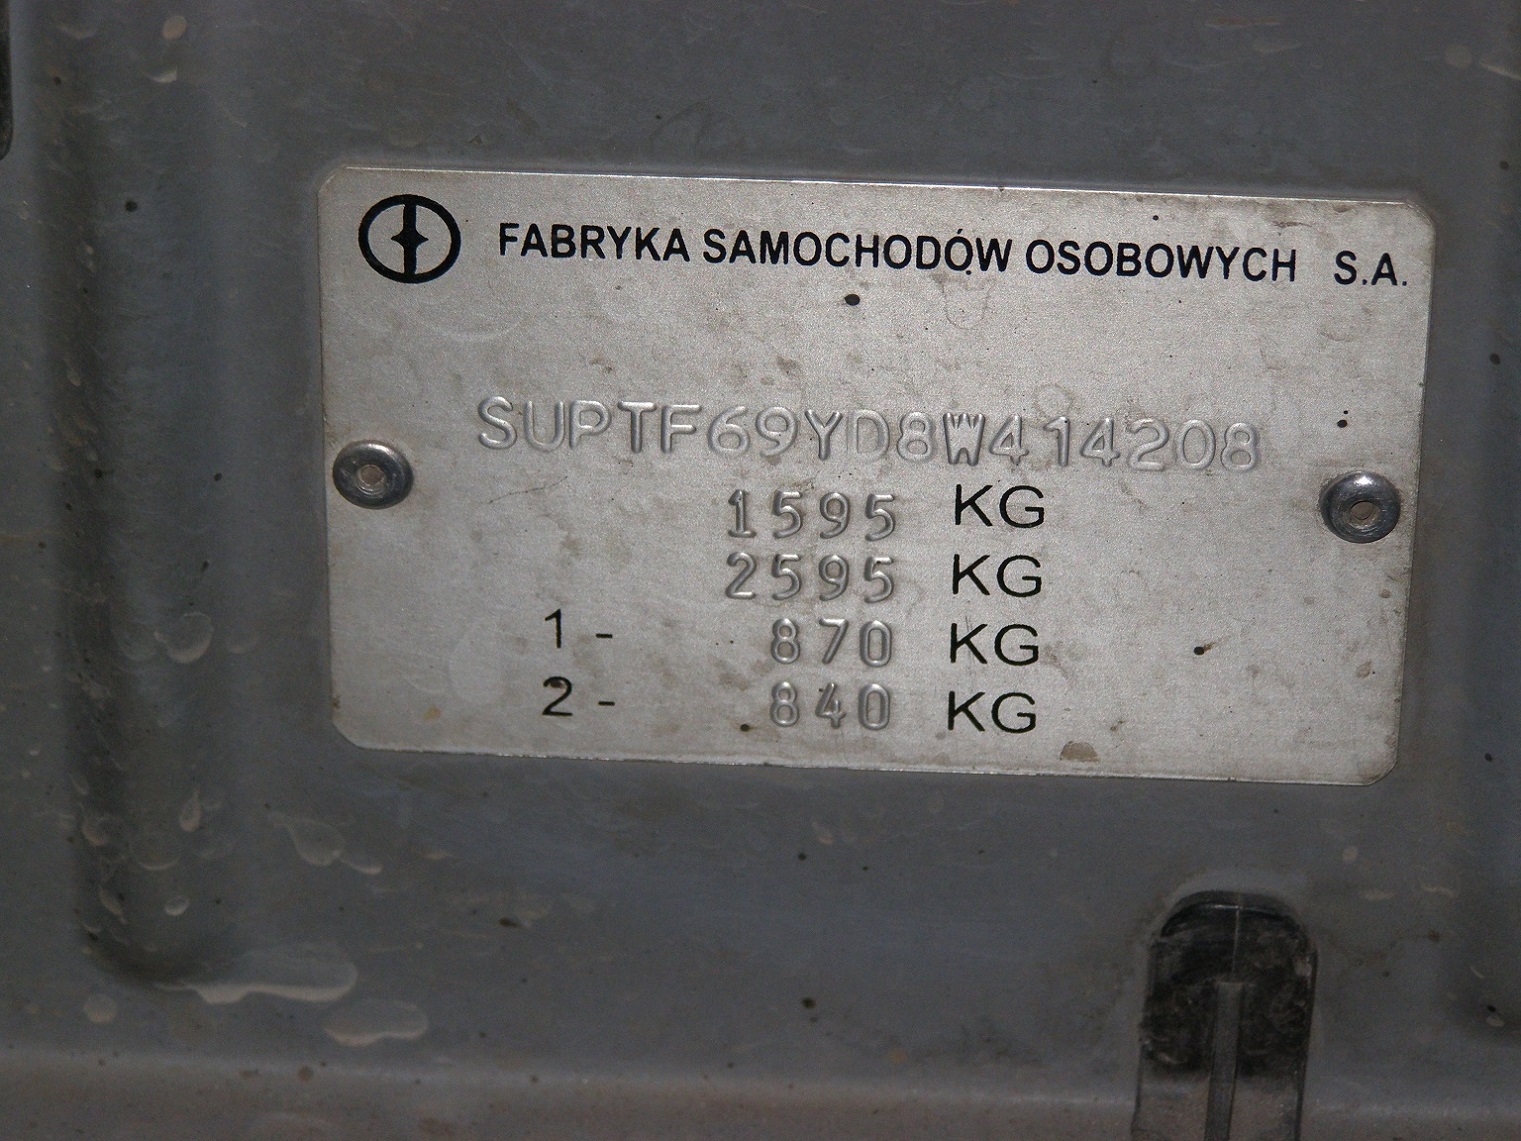 FABRYKA SAMOCHODÓW OSOBOWYCH S.A.
SUPTF69YD8W414208
1595 KG
2595 KG
1 - 870 KG
2 - 840 KG